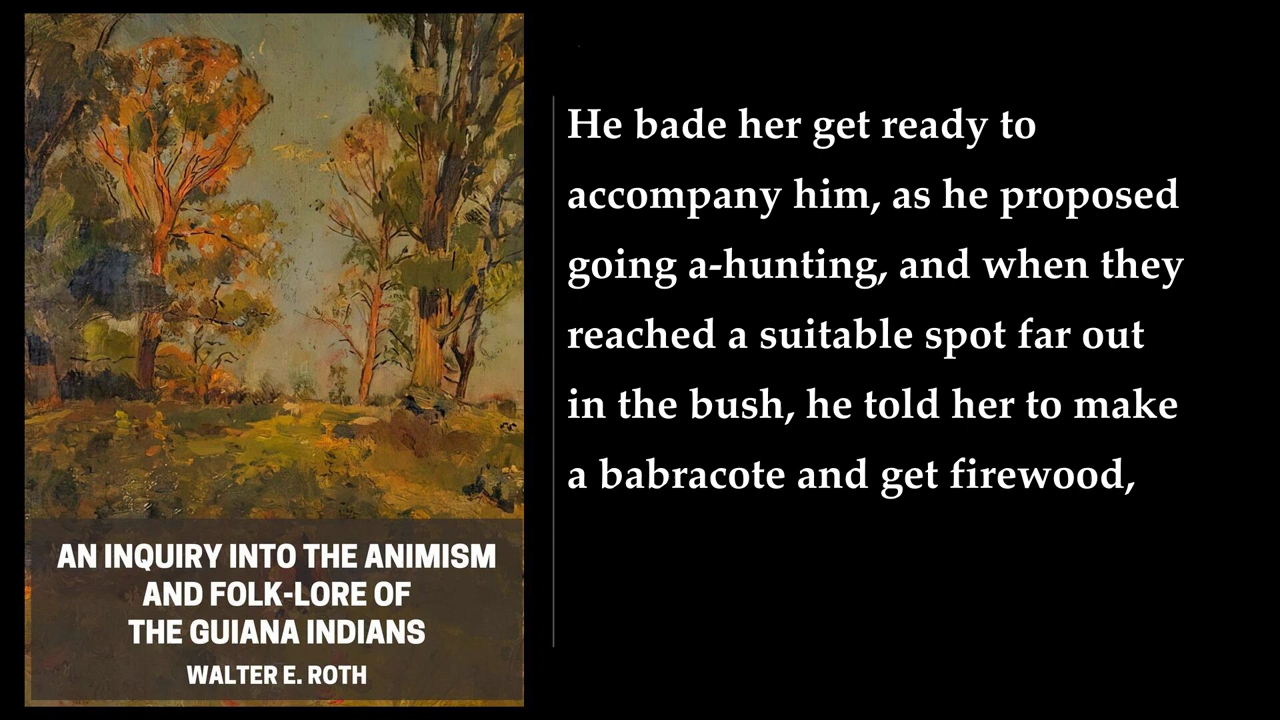 He bade her get ready to
accompany him, as he proposed
going a-hunting, and when they
reached a suitable spot far out
in the bush, he told her to make
a babracote and get firewood,
AN INQUIRY INTO THE ANIMISM
AND FOLK-LORE OF
THE GUIANA INDIANS
WALTER E. ROTH